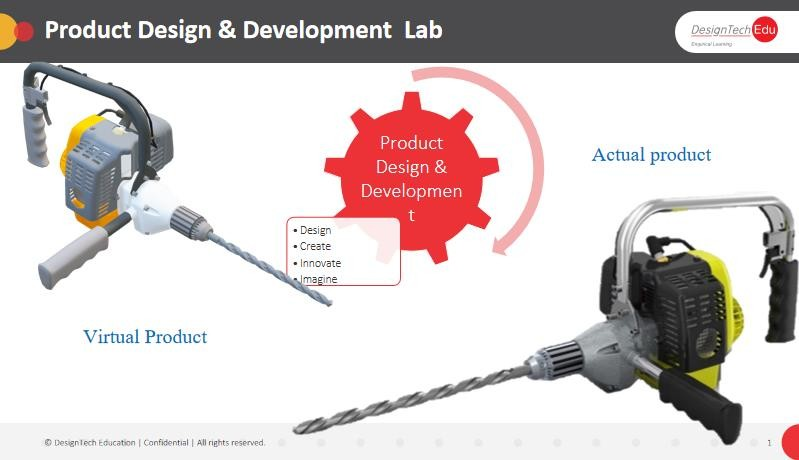 Product Design & Development Lab
DesignTech Edu
Empirical Learning
Product
Design &
Developmen
t
Actual product
• Design
• Create
• Innovate
• Imagine
Virtual Product
© DesignTech Education | Confidential | All rights reserved.
1